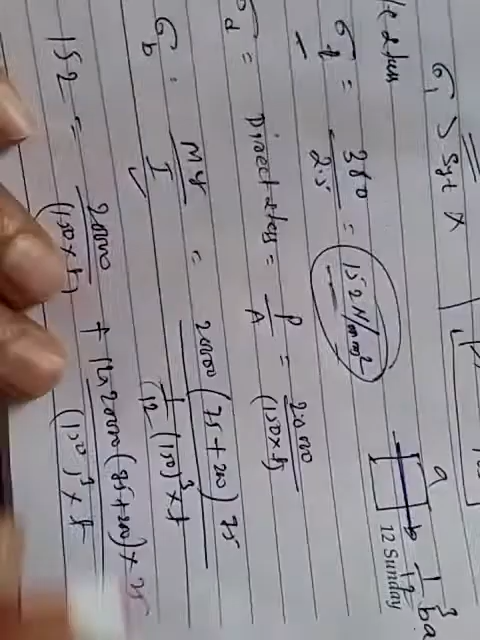 σ₁ > Syt X
σt = 380 / 2.5 = 152 N/mm²
σd = Direct stress = P / A = 20000 / (150 × t)
σb = My / I = 20000 (75 + 200) 75 / (1/12 (150)³ × t)
152 = 20000 / (150 × t) + 12 × 20000 (75 + 200) × 75 / (150)³ × t
a
b
12 Sunday